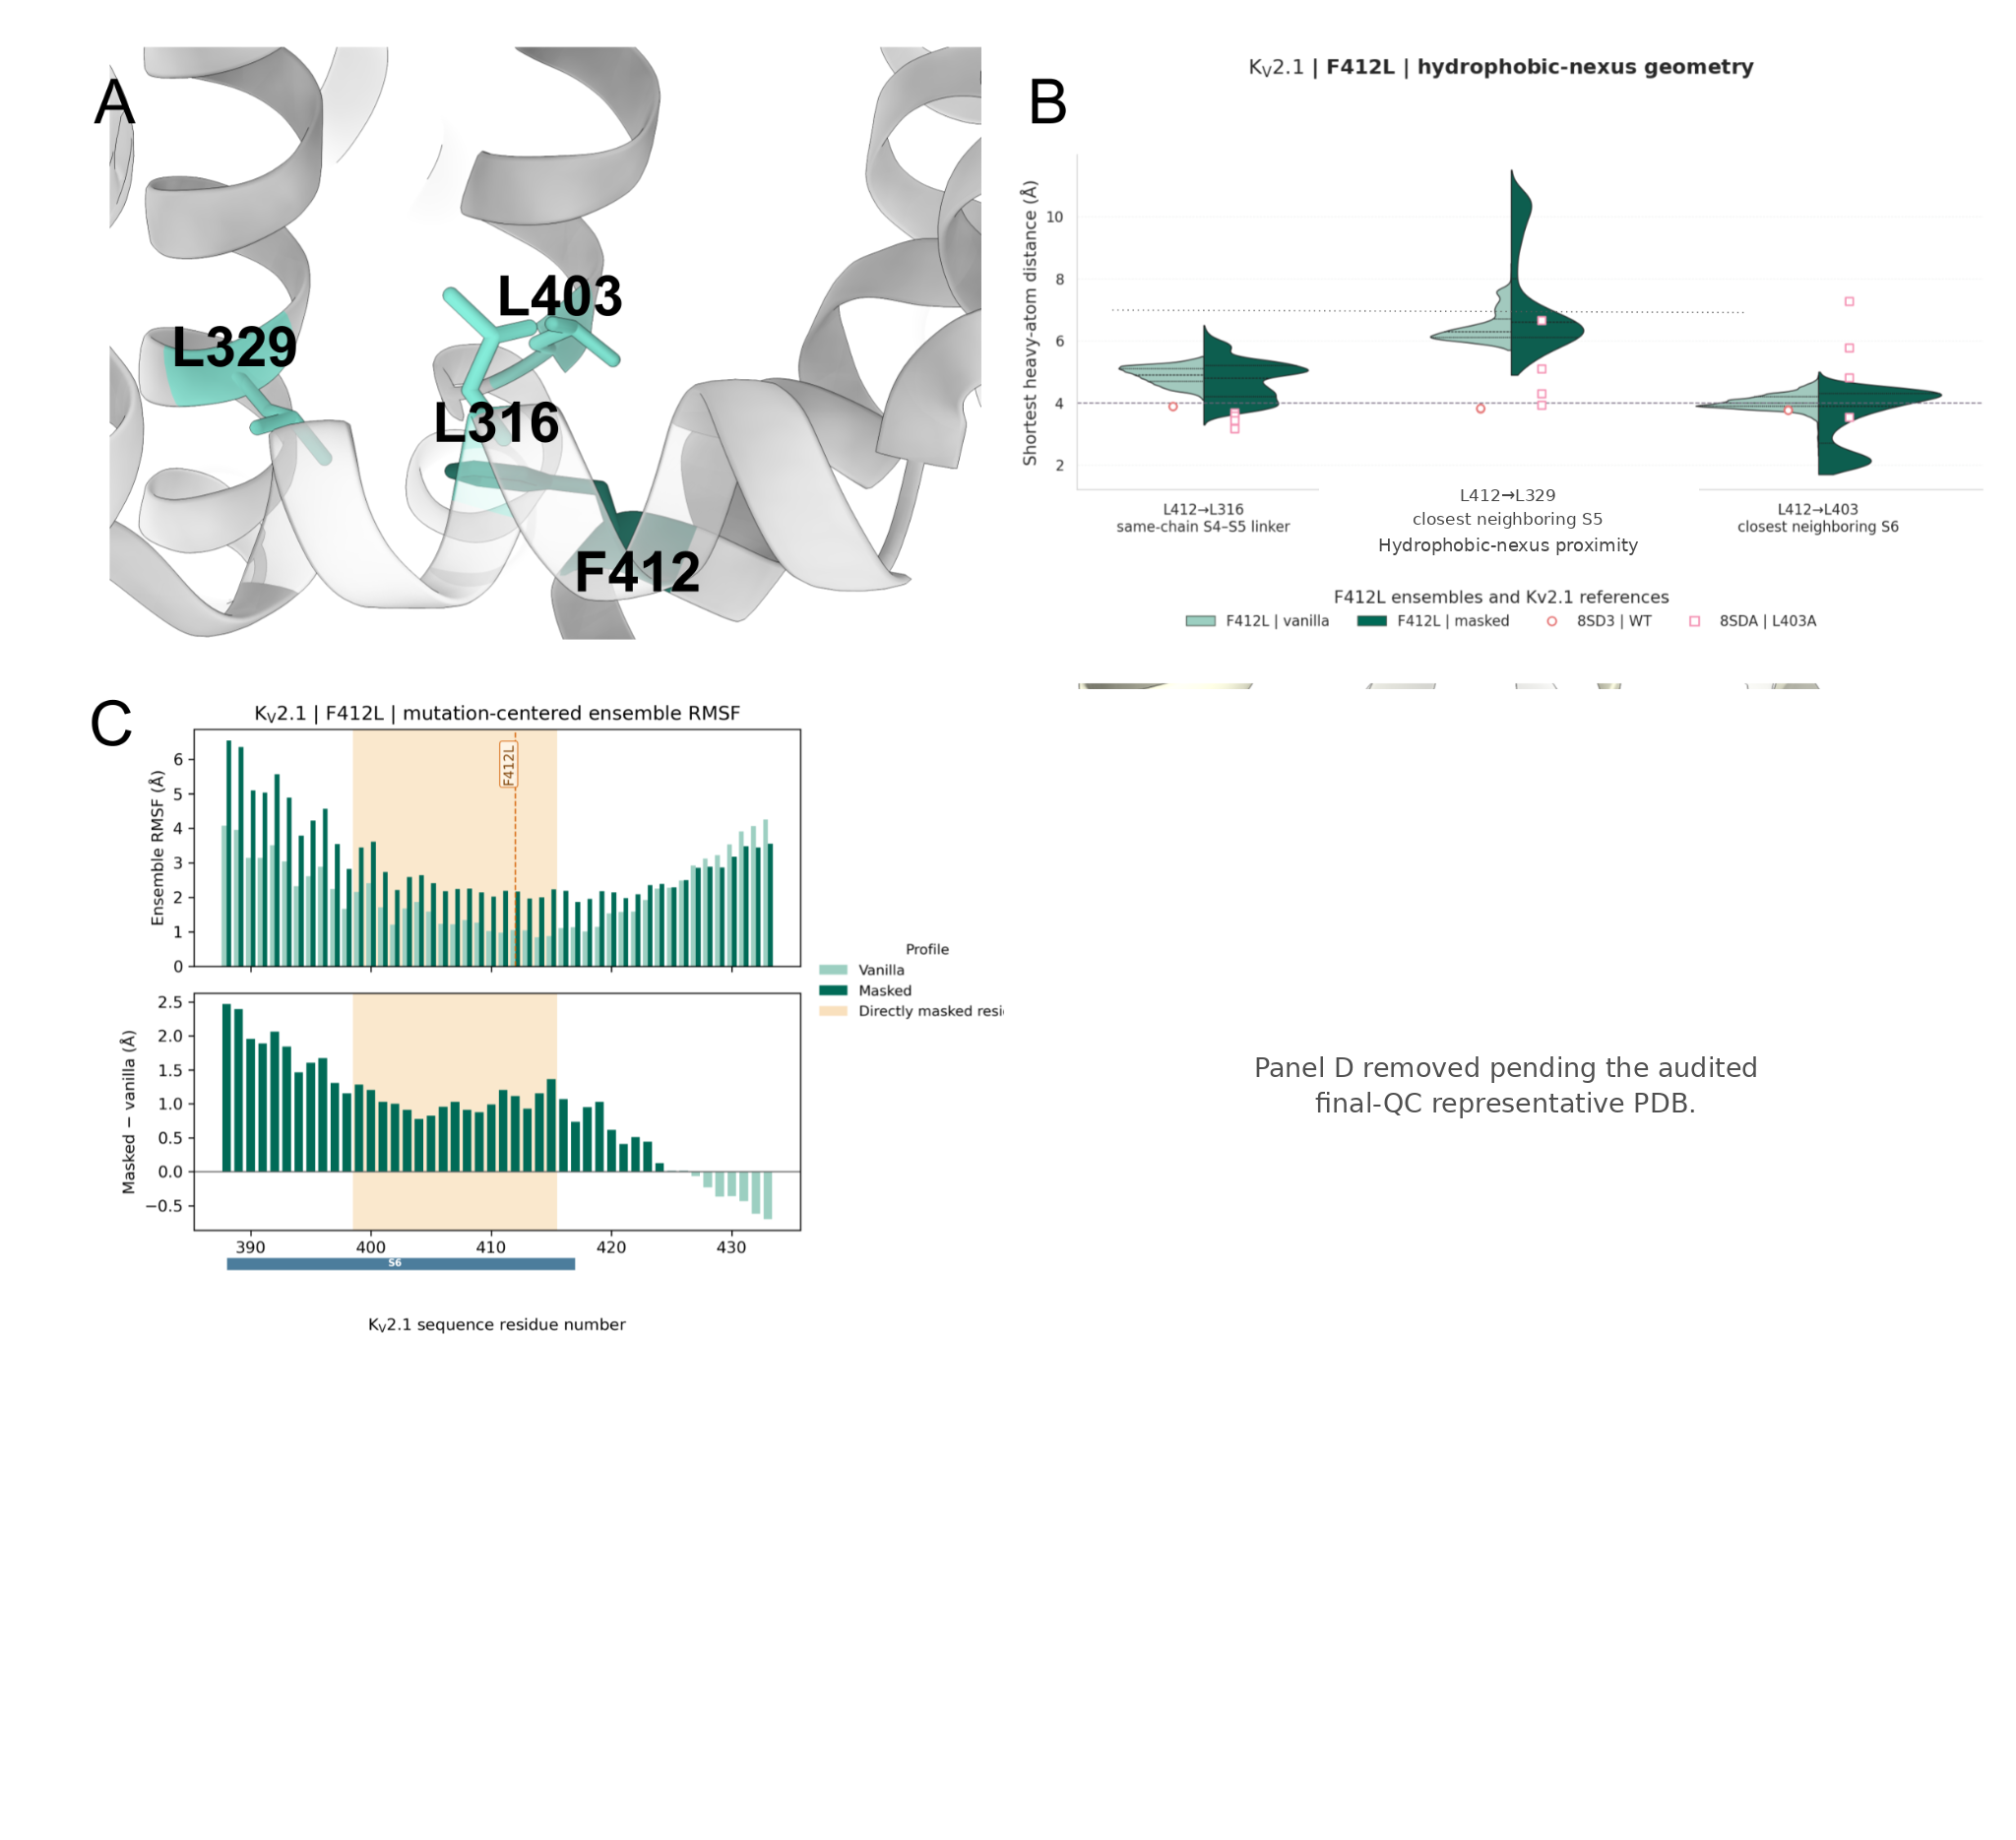 A
L403
L329
L316
F412
B
KV2.1 | F412L | hydrophobic-nexus geometry
Shortest heavy-atom distance (Å)
10
8
6
4
2
L412→L316
same-chain S4–S5 linker
L412→L329
closest neighboring S5
Hydrophobic-nexus proximity
L412→L403
closest neighboring S6
F412L ensembles and Kv2.1 references
F412L | vanilla
F412L | masked
8SD3 | WT
8SDA | L403A
C
KV2.1 | F412L | mutation-centered ensemble RMSF
F412L
Ensemble RMSF (Å)
6
5
4
3
2
1
0
Profile
Vanilla
Masked
Directly masked resi
Masked − vanilla (Å)
2.5
2.0
1.5
1.0
0.5
0.0
−0.5
390 400 410 420 430
S6
KV2.1 sequence residue number
Panel D removed pending the audited
final-QC representative PDB.